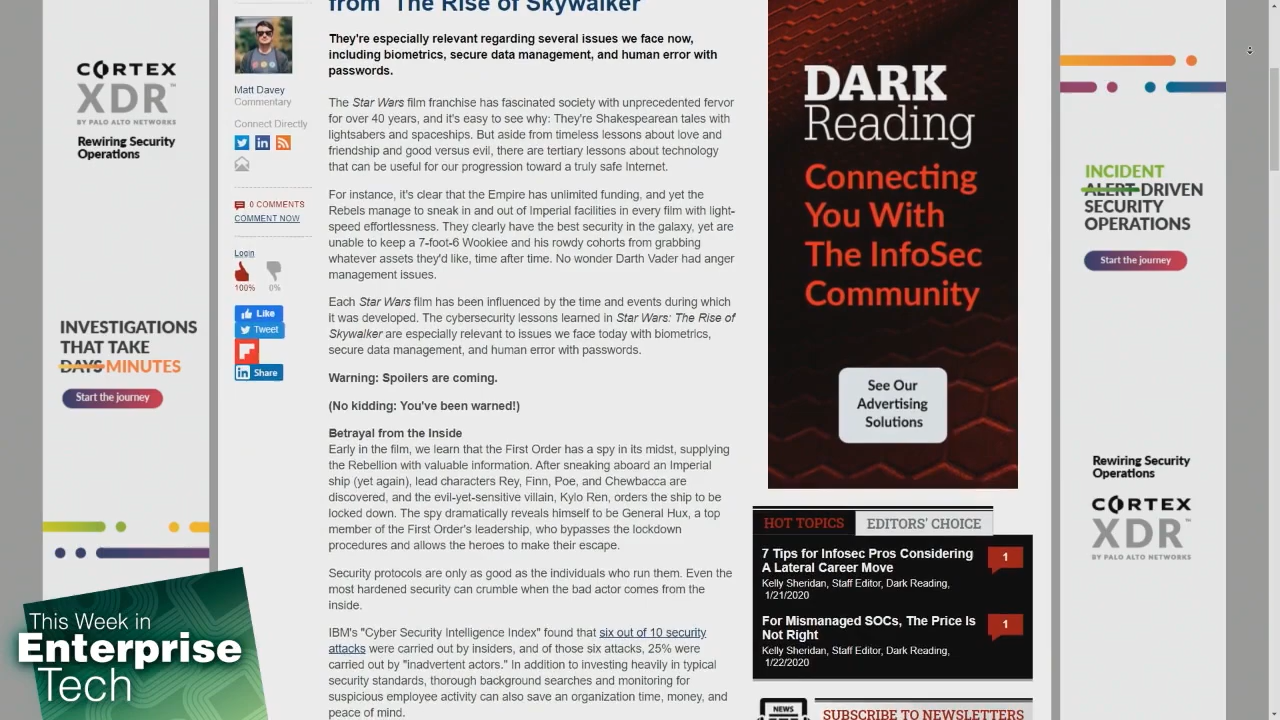 from 'The Rise of Skywalker'
They're especially relevant regarding several issues we face now,
including biometrics, secure data management, and human error with
passwords.
Matt Davey
Commentary
Connect Directly
0 COMMENTS
COMMENT NOW
Login
100%
0%
Like
Tweet
Share
The Star Wars film franchise has fascinated society with unprecedented fervor
for over 40 years, and it's easy to see why: They're Shakespearean tales with
lightsabers and spaceships. But aside from timeless lessons about love and
friendship and good versus evil, there are tertiary lessons about technology
that can be useful for our progression toward a truly safe Internet.
For instance, it's clear that the Empire has unlimited funding, and yet the
Rebels manage to sneak in and out of Imperial facilities in every film with light-
speed effortlessness. They clearly have the best security in the galaxy, yet are
unable to keep a 7-foot-6 Wookiee and his rowdy cohorts from grabbing
whatever assets they'd like, time after time. No wonder Darth Vader had anger
management issues.
Each Star Wars film has been influenced by the time and events during which
it was developed. The cybersecurity lessons learned in Star Wars: The Rise of
Skywalker are especially relevant to issues we face today with biometrics,
secure data management, and human error with passwords.
Warning: Spoilers are coming.
(No kidding: You've been warned!)
Betrayal from the Inside
Early in the film, we learn that the First Order has a spy in its midst, supplying
the Rebellion with valuable information. After sneaking aboard an Imperial
ship (yet again), lead characters Rey, Finn, Poe, and Chewbacca are
discovered, and the evil-yet-sensitive villain, Kylo Ren, orders the ship to be
locked down. The spy dramatically reveals himself to be General Hux, a top
member of the First Order's leadership, who bypasses the lockdown
procedures and allows the heroes to make their escape.
Security protocols are only as good as the individuals who run them. Even the
most hardened security can crumble when the bad actor comes from the
inside.
IBM's "Cyber Security Intelligence Index" found that six out of 10 security
attacks were carried out by insiders, and of those six attacks, 25% were
carried out by "inadvertent actors." In addition to investing heavily in typical
security standards, thorough background searches and monitoring for
suspicious employee activity can also save an organization time, money, and
peace of mind.
CORTEX
XDR™
BY PALO ALTO NETWORKS
Rewiring Security
Operations
INVESTIGATIONS
THAT TAKE
DAYS MINUTES
Start the journey
This Week in
Enterprise
Tech
DARK
Reading
Connecting
You With
The InfoSec
Community
See Our
Advertising
Solutions
HOT TOPICS
EDITORS' CHOICE
7 Tips for Infosec Pros Considering
A Lateral Career Move
1
Kelly Sheridan, Staff Editor, Dark Reading,
1/21/2020
For Mismanaged SOCs, The Price Is
Not Right
1
Kelly Sheridan, Staff Editor, Dark Reading,
1/22/2020
NEWS
SUBSCRIBE TO NEWSLETTERS
INCIDENT
ALERT DRIVEN
SECURITY
OPERATIONS
Start the journey
Rewiring Security
Operations
CORTEX
XDR™
BY PALO ALTO NETWORKS